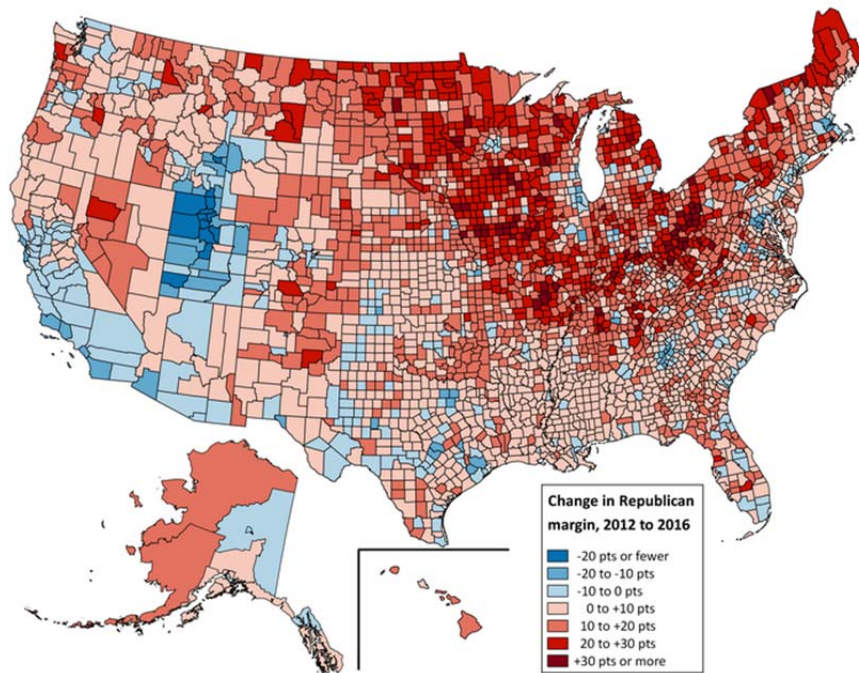 Change in Republican
margin, 2012 to 2016
-20 pts or fewer
-20 to -10 pts
-10 to 0 pts
0 to +10 pts
10 to +20 pts
20 to +30 pts
+30 pts or more